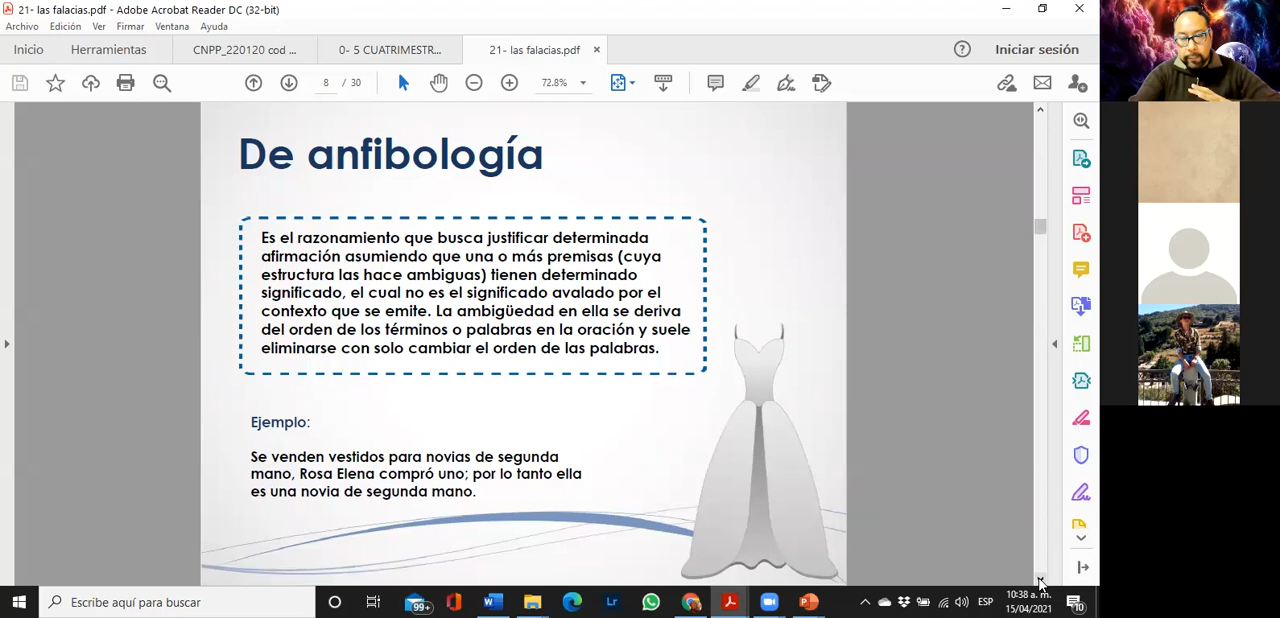 21- las falacias.pdf - Adobe Acrobat Reader DC (32-bit)
Archivo Edición Ver Firmar Ventana Ayuda
Inicio Herramientas CNPP_220120 cod ... 0- 5 CUATRIMESTR... 21- las falacias.pdf × Iniciar sesión
8 / 30 72.8%
De anfibología
Es el razonamiento que busca justificar determinada
afirmación asumiendo que una o más premisas (cuya
estructura las hace ambiguas) tienen determinado
significado, el cual no es el significado avalado por el
contexto que se emite. La ambigüedad en ella se deriva
del orden de los términos o palabras en la oración y suele
eliminarse con solo cambiar el orden de las palabras.
Ejemplo:
Se venden vestidos para novias de segunda
mano, Rosa Elena compró uno; por lo tanto ella
es una novia de segunda mano.
Escribe aquí para buscar
99+
Lr
ESP
10:38 a. m.
15/04/2021
10